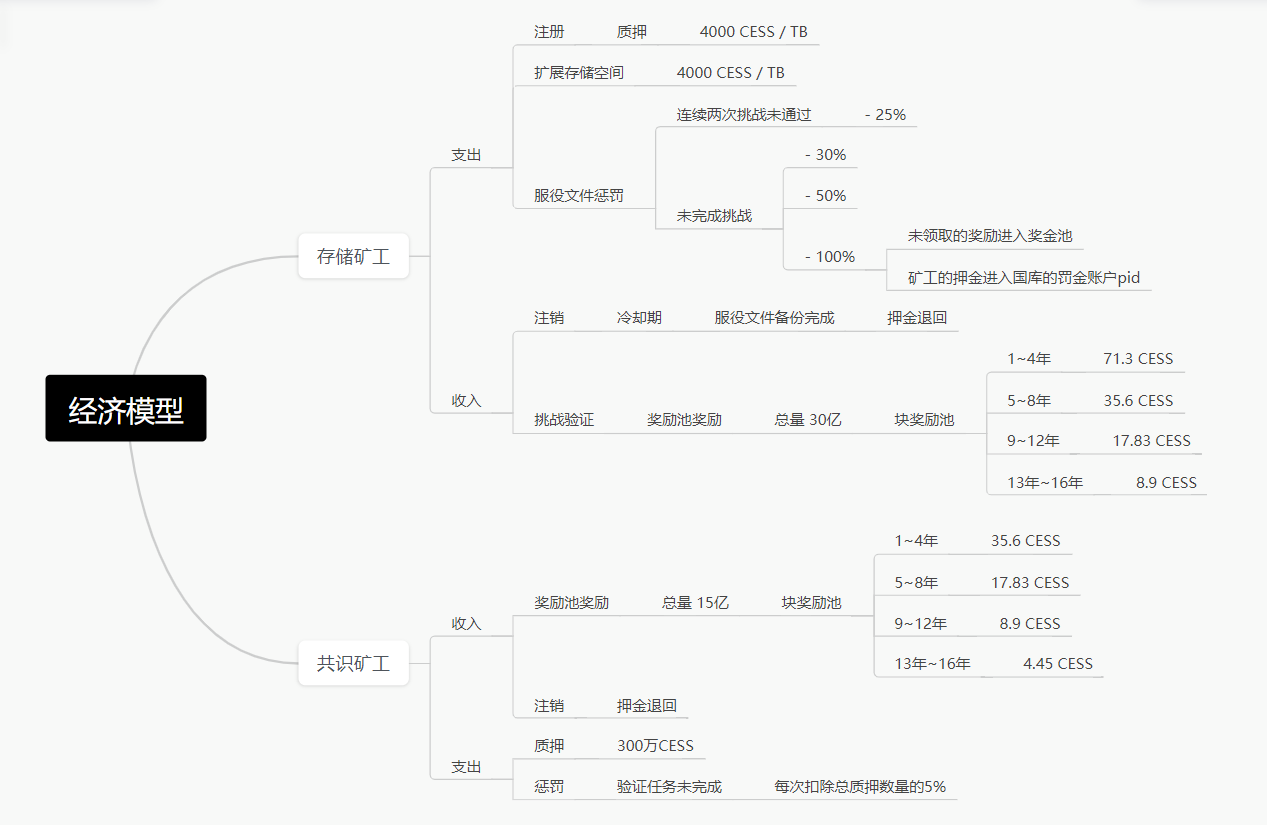 经济模型
存储矿工
支出
注册 质押 4000 CESS / TB
扩展存储空间 4000 CESS / TB
服役文件惩罚
连续两次挑战未通过 - 25%
未完成挑战
- 30%
- 50%
- 100%
未领取的奖励进入奖金池
矿工的押金进入国库的罚金账户pid
收入
注销 冷却期 服役文件备份完成 押金退回
挑战验证 奖励池奖励 总量 30亿 块奖励池
1~4年 71.3 CESS
5~8年 35.6 CESS
9~12年 17.83 CESS
13年~16年 8.9 CESS
共识矿工
收入
奖励池奖励 总量 15亿 块奖励池
1~4年 35.6 CESS
5~8年 17.83 CESS
9~12年 8.9 CESS
13年~16年 4.45 CESS
注销 押金退回
支出
质押 300万CESS
惩罚 验证任务未完成 每次扣除总质押数量的5%